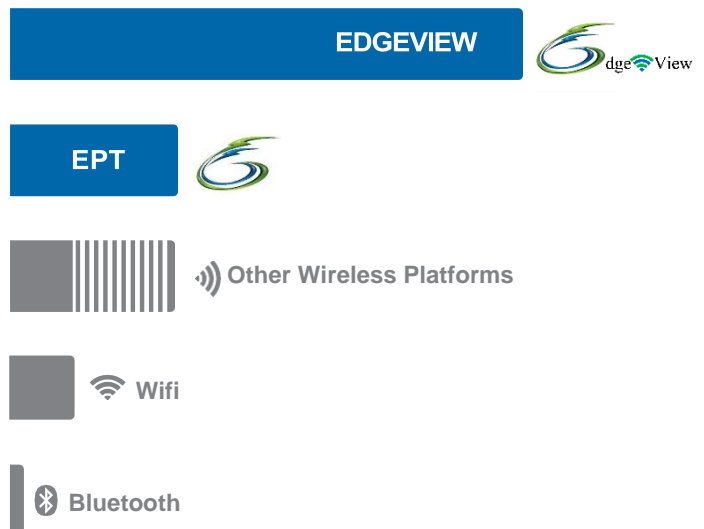 EDGEVIEW
dge View
EPT
Other Wireless Platforms
Wifi
Bluetooth